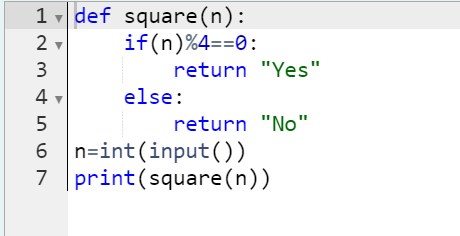 1 def square(n):
2     if(n)%4==0:
3         return "Yes"
4     else:
5         return "No"
6 n=int(input())
7 print(square(n))